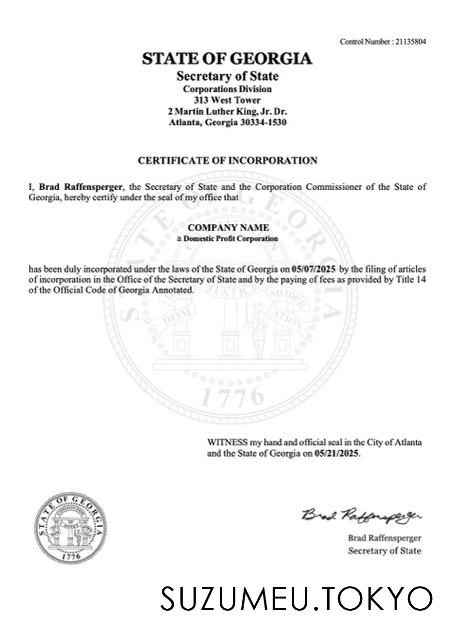 Control Number : 21135804
STATE OF GEORGIA
Secretary of State
Corporations Division
313 West Tower
2 Martin Luther King, Jr. Dr.
Atlanta, Georgia 30334-1530
CERTIFICATE OF INCORPORATION
I, Brad Raffensperger, the Secretary of State and the Corporation Commissioner of the State of
Georgia, hereby certify under the seal of my office that
COMPANY NAME
a Domestic Profit Corporation
has been duly incorporated under the laws of the State of Georgia on 05/07/2025 by the filing of articles
of incorporation in the Office of the Secretary of State and by the paying of fees as provided by Title 14
of the Official Code of Georgia Annotated.
STATE OF GEORGIA
JUSTICE
1776
WITNESS my hand and official seal in the City of Atlanta
and the State of Georgia on 05/21/2025.
STATE OF GEORGIA
1776
Brad Raffensperger
Brad Raffensperger
Secretary of State
SUZUMEU.TOKYO